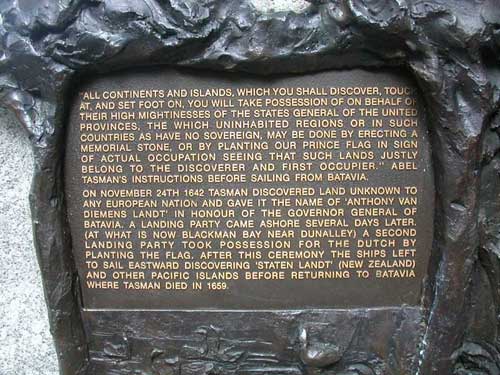 "ALL CONTINENTS AND ISLANDS, WHICH YOU SHALL DISCOVER, TOUCH
AT, AND SET FOOT ON, YOU WILL TAKE POSSESSION OF ON BEHALF OF
THEIR HIGH MIGHTINESSES OF THE STATES GENERAL OF THE UNITED
PROVINCES, THE WHICH UNINHABITED REGIONS OR IN SUCH
COUNTRIES AS HAVE NO SOVEREIGN, MAY BE DONE BY ERECTING A
MEMORIAL STONE, OR BY PLANTING OUR PRINCE FLAG IN SIGN
OF ACTUAL OCCUPATION SEEING THAT SUCH LANDS JUSTLY
BELONG TO THE DISCOVERER AND FIRST OCCUPIER." ABEL
TASMAN'S INSTRUCTIONS BEFORE SAILING FROM BATAVIA.
ON NOVEMBER 24TH 1642 TASMAN DISCOVERED LAND UNKNOWN TO
ANY EUROPEAN NATION AND GAVE IT THE NAME OF 'ANTHONY VAN
DIEMENS LANDT' IN HONOUR OF THE GOVERNOR GENERAL OF
BATAVIA. A LANDING PARTY CAME ASHORE SEVERAL DAYS LATER.
(AT WHAT IS NOW BLACKMAN BAY NEAR DUNALLEY) A SECOND
LANDING PARTY TOOK POSSESSION FOR THE DUTCH BY
PLANTING THE FLAG. AFTER THIS CEREMONY THE SHIPS LEFT
TO SAIL EASTWARD DISCOVERING 'STATEN LANDT' (NEW ZEALAND)
AND OTHER PACIFIC ISLANDS BEFORE RETURNING TO BATAVIA
WHERE TASMAN DIED IN 1659.